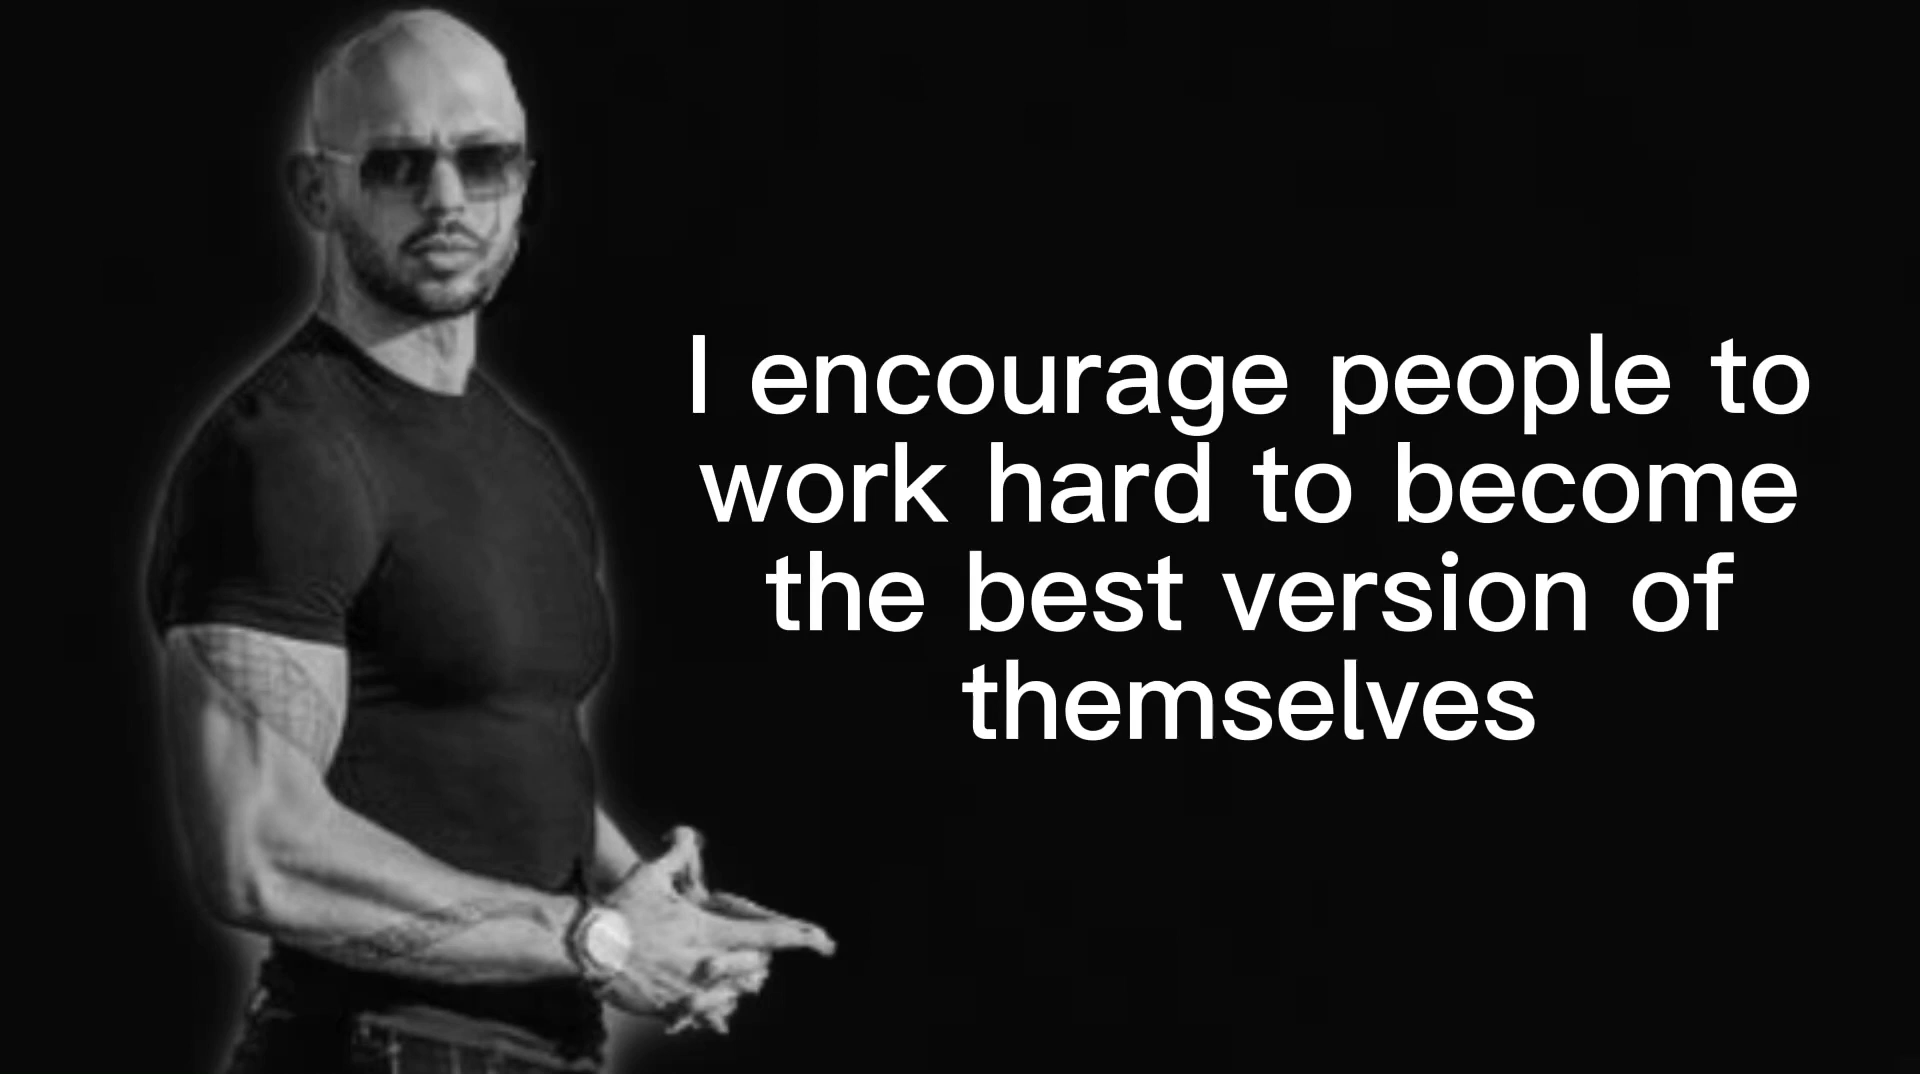 I encourage people to
work hard to become
the best version of
themselves